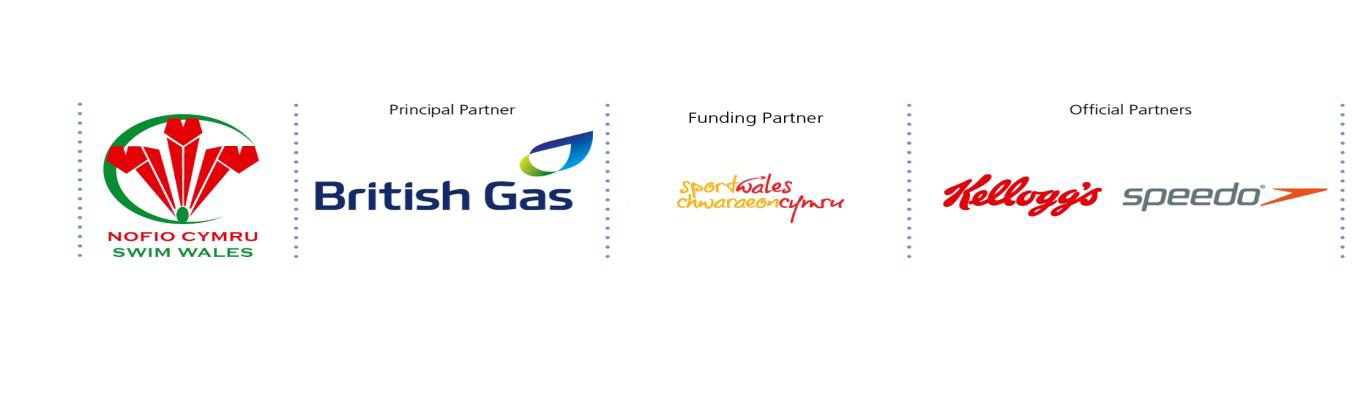 NOFIO CYMRU
SWIM WALES
Principal Partner
British Gas
Funding Partner
sportwales
chwaraeoncymru
Official Partners
Kellogg's
speedo